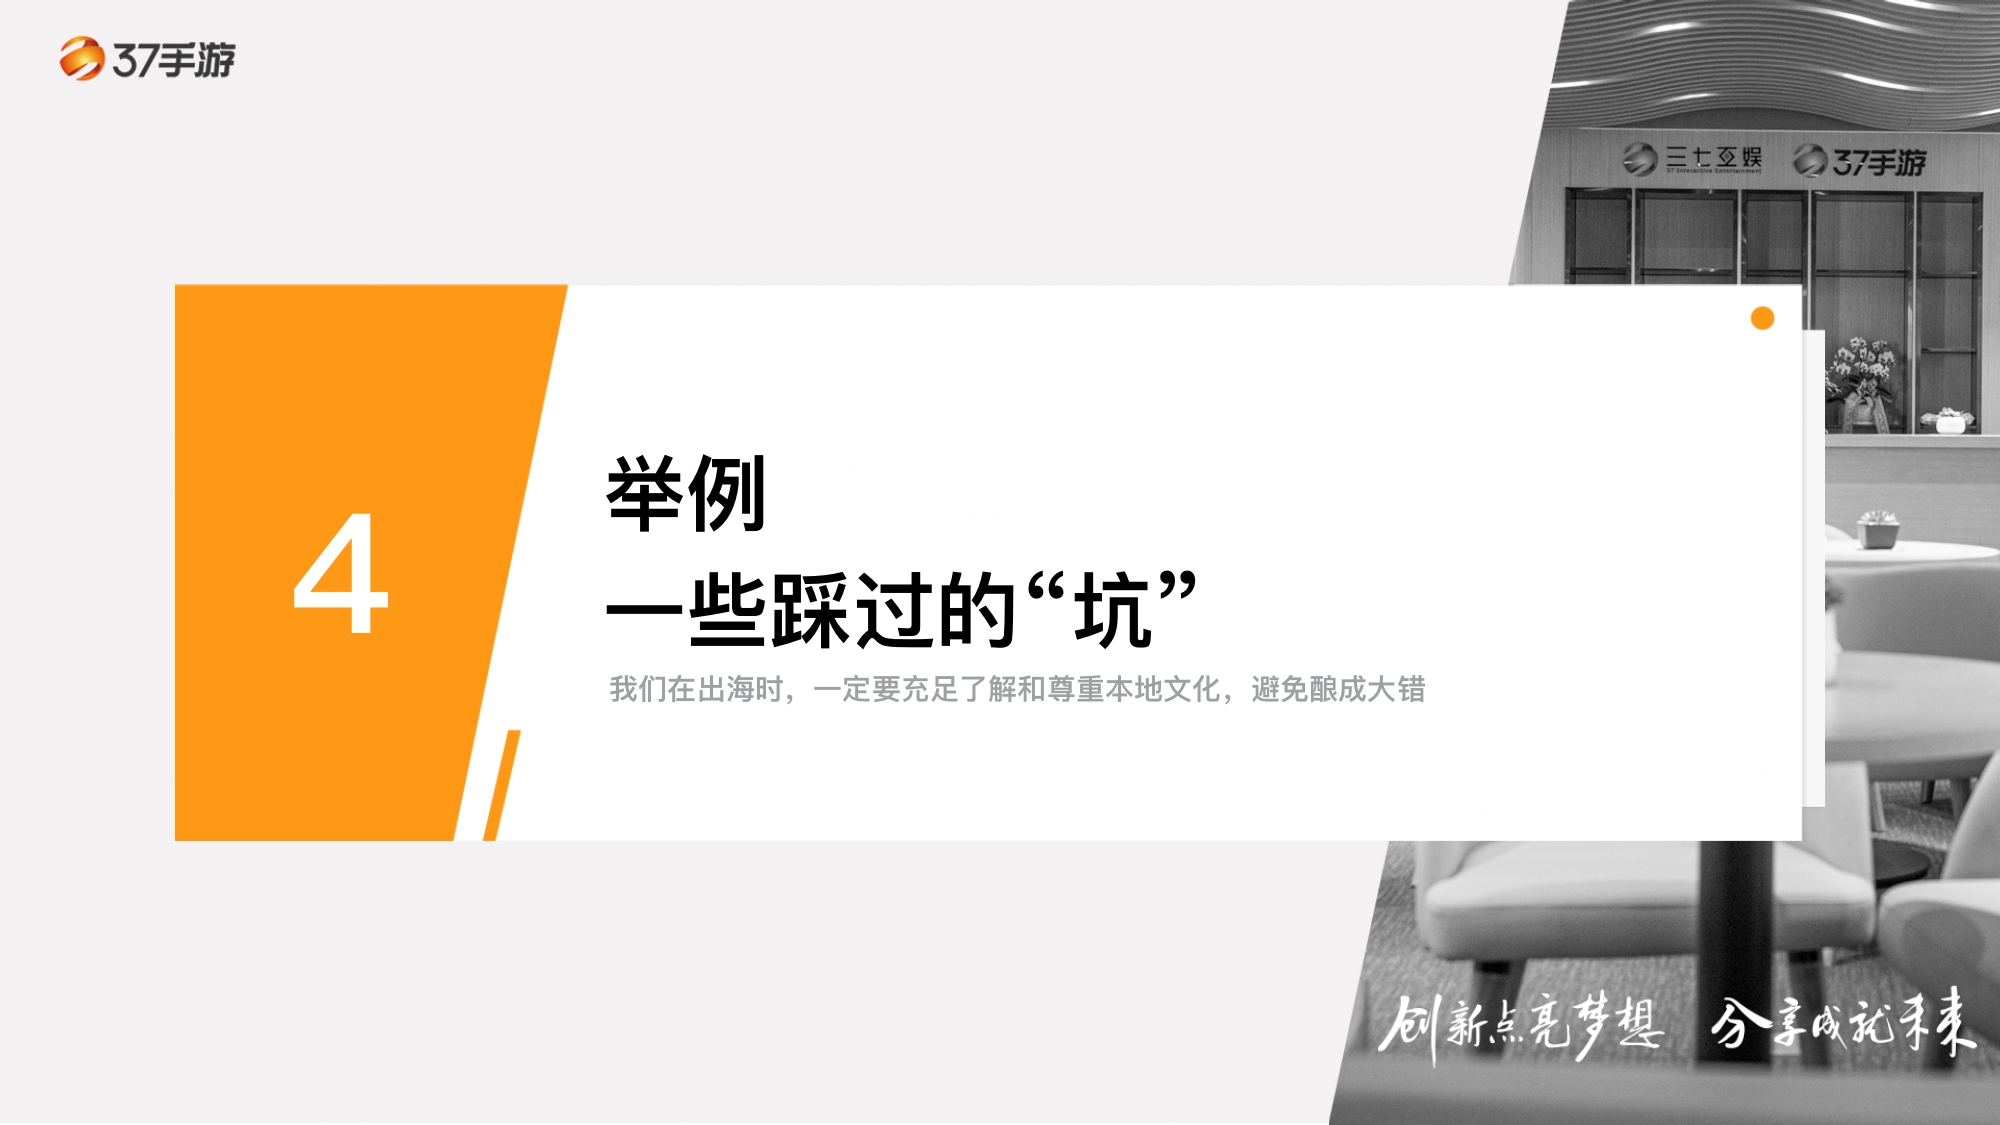 37手游
三七互娱
37 Interactive Entertainment
37手游
4
举例
一些踩过的“坑”
我们在出海时，一定要充足了解和尊重本地文化，避免酿成大错
创新点亮梦想 分享成就未来